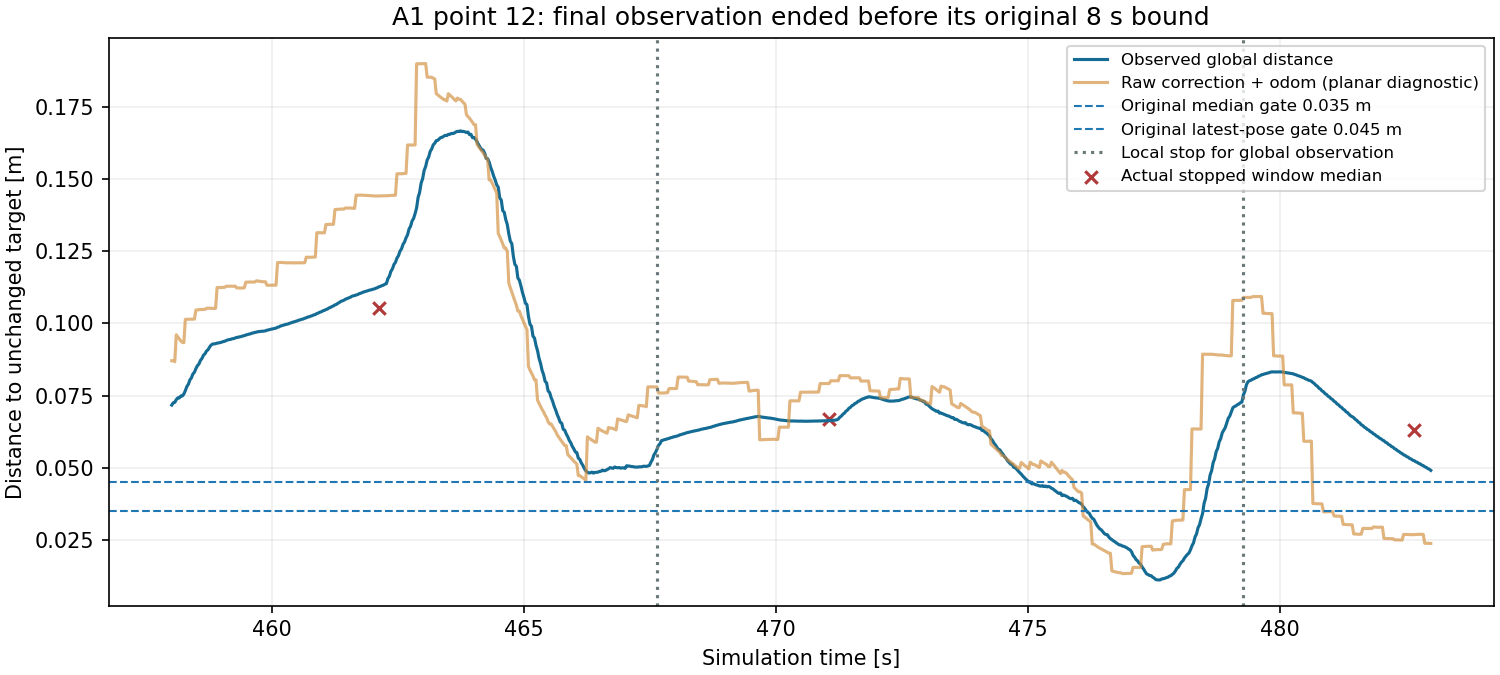 A1 point 12: final observation ended before its original 8 s bound
Observed global distance
Raw correction + odom (planar diagnostic)
Original median gate 0.035 m
Original latest-pose gate 0.045 m
Local stop for global observation
Actual stopped window median
Distance to unchanged target [m]
0.175
0.150
0.125
0.100
0.075
0.050
0.025
460 465 470 475 480
Simulation time [s]